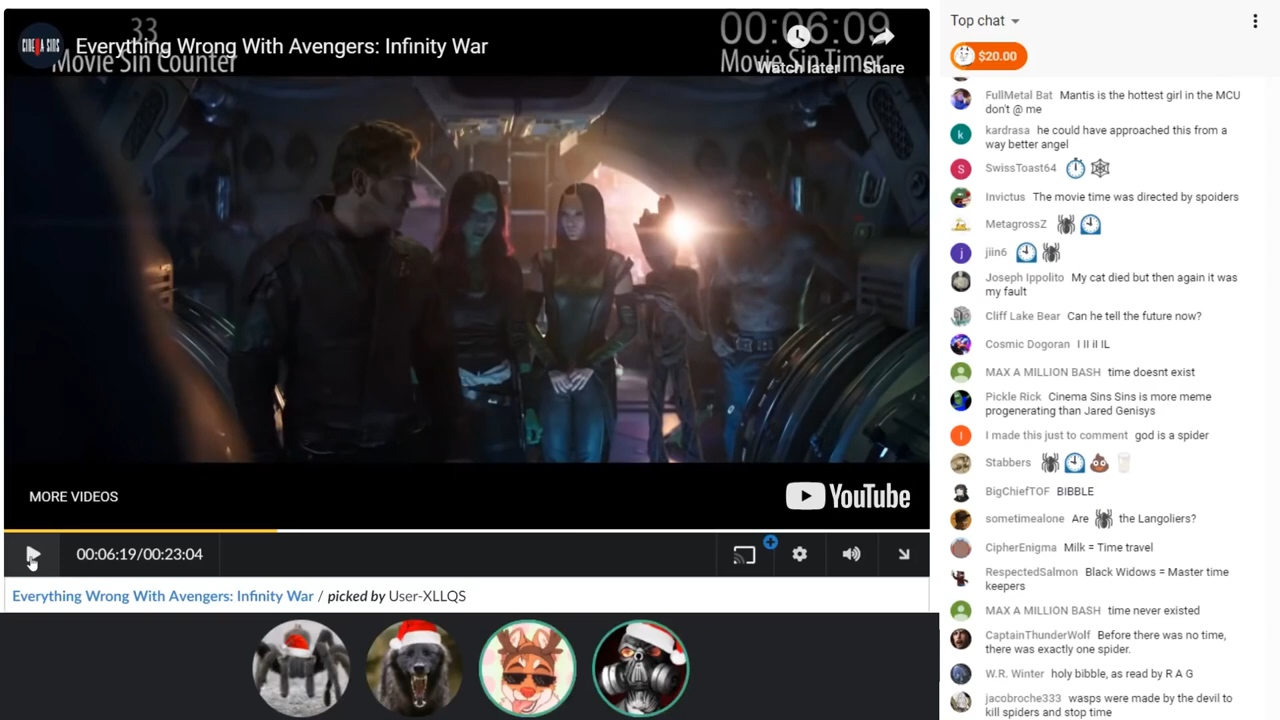 33
Movie Sin Counter
CINEMA SINS
Everything Wrong With Avengers: Infinity War
00:06:09
Movie Sin Timer
Watch later
Share
MORE VIDEOS
YouTube
00:06:19/00:23:04
Everything Wrong With Avengers: Infinity War / picked by User-XLLQS
Top chat
$20.00
FullMetal Bat Mantis is the hottest girl in the MCU
don't @ me
kardrasa he could have approached this from a
way better angel
SwissToast64
Invictus The movie time was directed by spoiders
MetagrossZ
jiin6
Joseph Ippolito My cat died but then again it was
my fault
Cliff Lake Bear Can he tell the future now?
Cosmic Dogoran I II iI IL
MAX A MILLION BASH time doesnt exist
Pickle Rick Cinema Sins Sins is more meme
progenerating than Jared Genisys
I made this just to comment god is a spider
Stabbers
BigChiefTOF BIBBLE
sometimealone Are 🕷 the Langoliers?
CipherEnigma Milk = Time travel
RespectedSalmon Black Widows = Master time
keepers
MAX A MILLION BASH time never existed
CaptainThunderWolf Before there was no time,
there was exactly one spider.
W.R. Winter holy bibble, as read by R A G
jacobroche333 wasps were made by the devil to
kill spiders and stop time